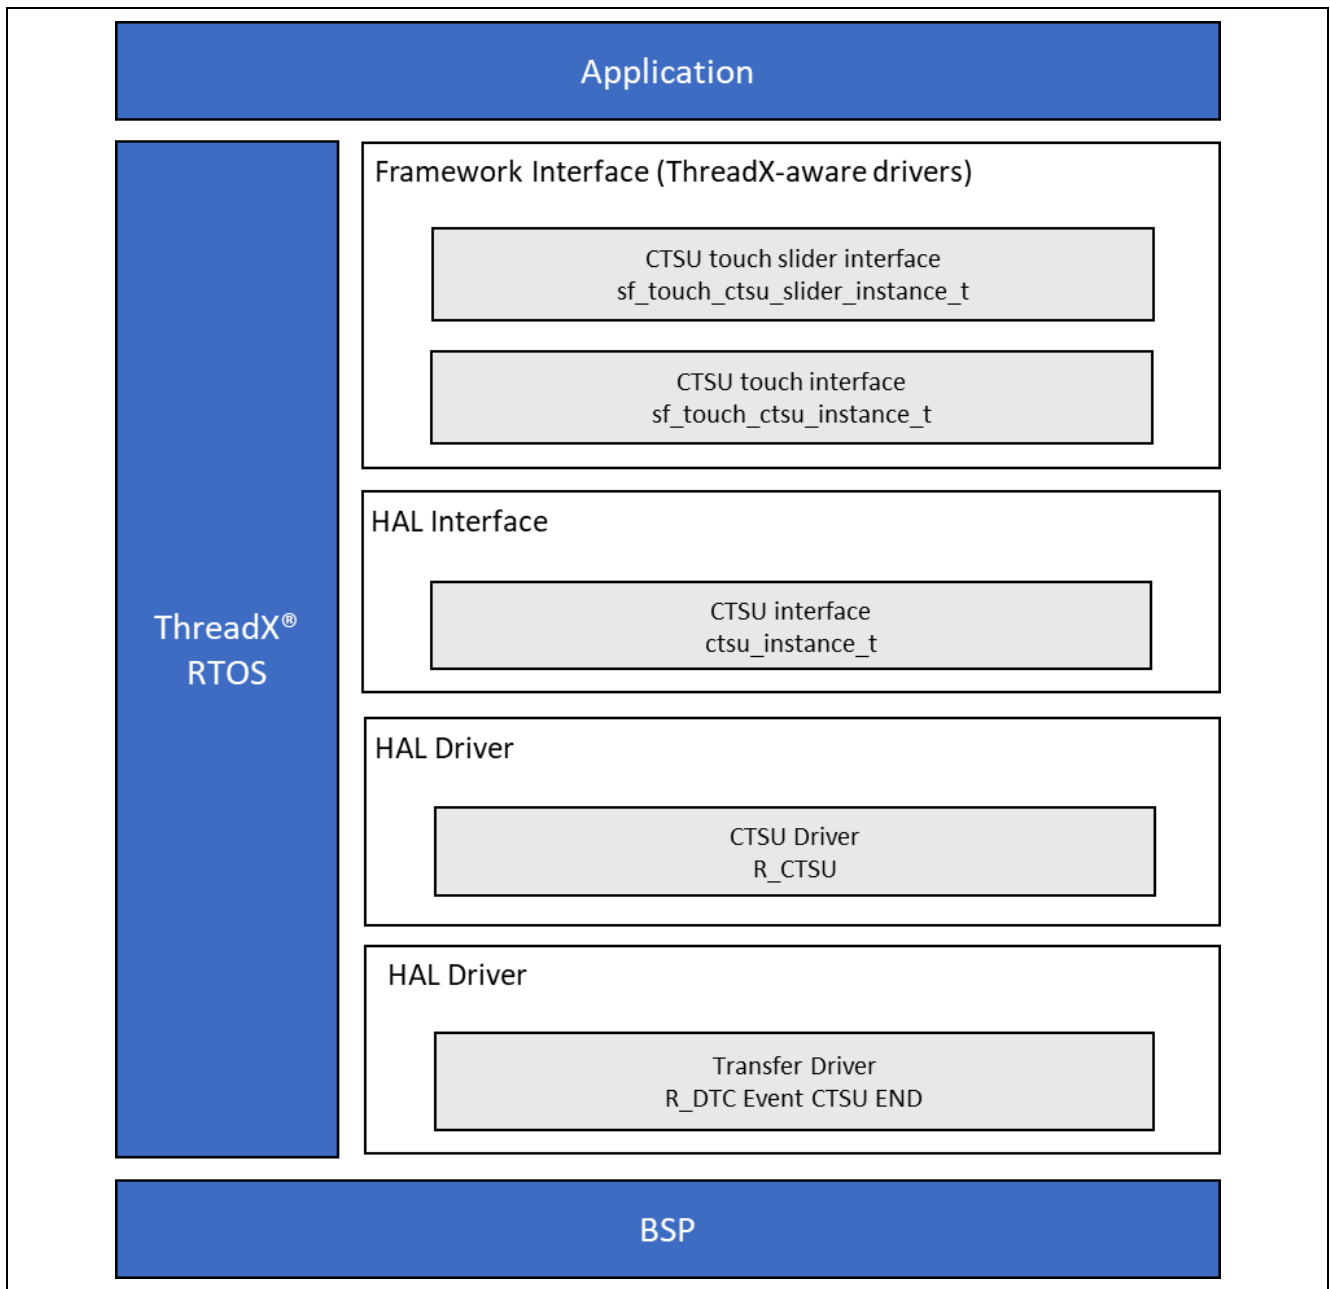 Application
ThreadX®
RTOS
Framework Interface (ThreadX-aware drivers)
CTSU touch slider interface
sf_touch_ctsu_slider_instance_t
CTSU touch interface
sf_touch_ctsu_instance_t
HAL Interface
CTSU interface
ctsu_instance_t
HAL Driver
CTSU Driver
R_CTSU
HAL Driver
Transfer Driver
R_DTC Event CTSU END
BSP